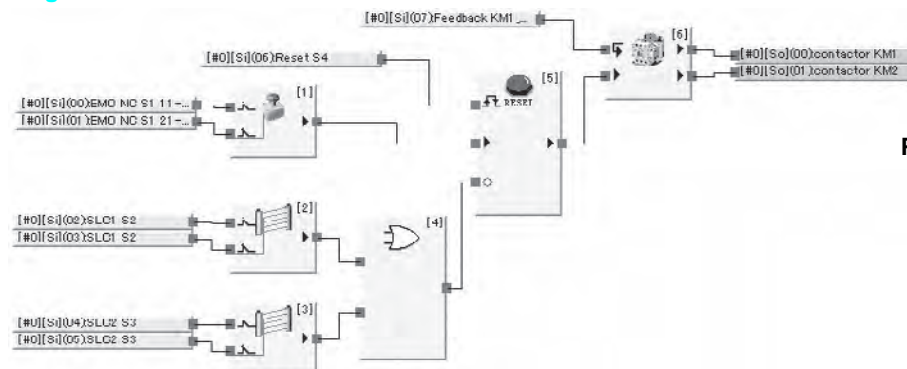 [#0][Si](07):Feedback KM1 _...
[6]
[#0][Si](06):Reset S4
[#0][So](00):contactor KM1
[#0][So](01):contactor KM2
[5]
RESET
[1]
[#0][Si](00):EMO NC S1 11-...
[#0][Si](01):EMO NC S1 21-...
[2]
[#0][Si](02):SLC1 S2
[#0][Si](03):SLC1 S2
[4]
[3]
[#0][Si](04):SLC2 S3
[#0][Si](05):SLC2 S3